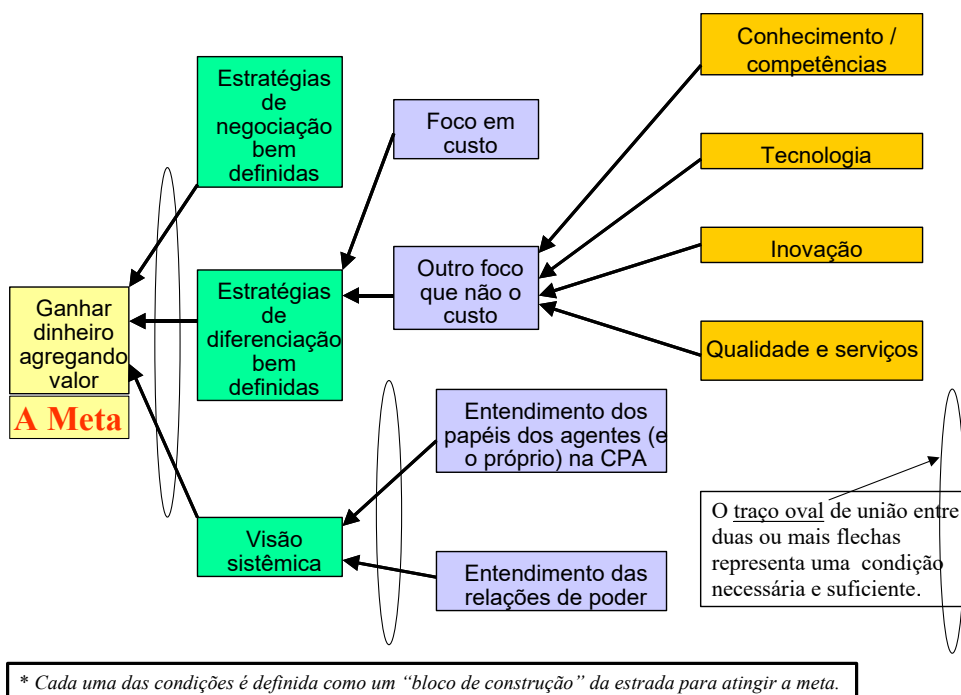 Estratégias
de
negociação
bem
definidas
Foco em
custo
Conhecimento /
competências
Tecnologia
Inovação
Qualidade e serviços
Outro foco
que não o
custo
Estratégias
de
diferenciação
bem
definidas
Ganhar
dinheiro
agregando
valor
A Meta
Entendimento dos
papéis dos agentes (e
o próprio) na CPA
Visão
sistêmica
Entendimento das
relações de poder
O traço oval de união entre
duas ou mais flechas
representa uma condição
necessária e suficiente.
* Cada uma das condições é definida como um “bloco de construção” da estrada para atingir a meta.